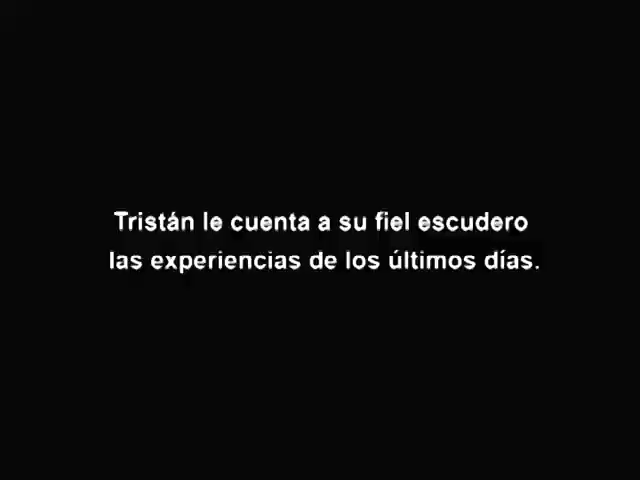 Tristán le cuenta a su fiel escudero
las experiencias de los últimos días.